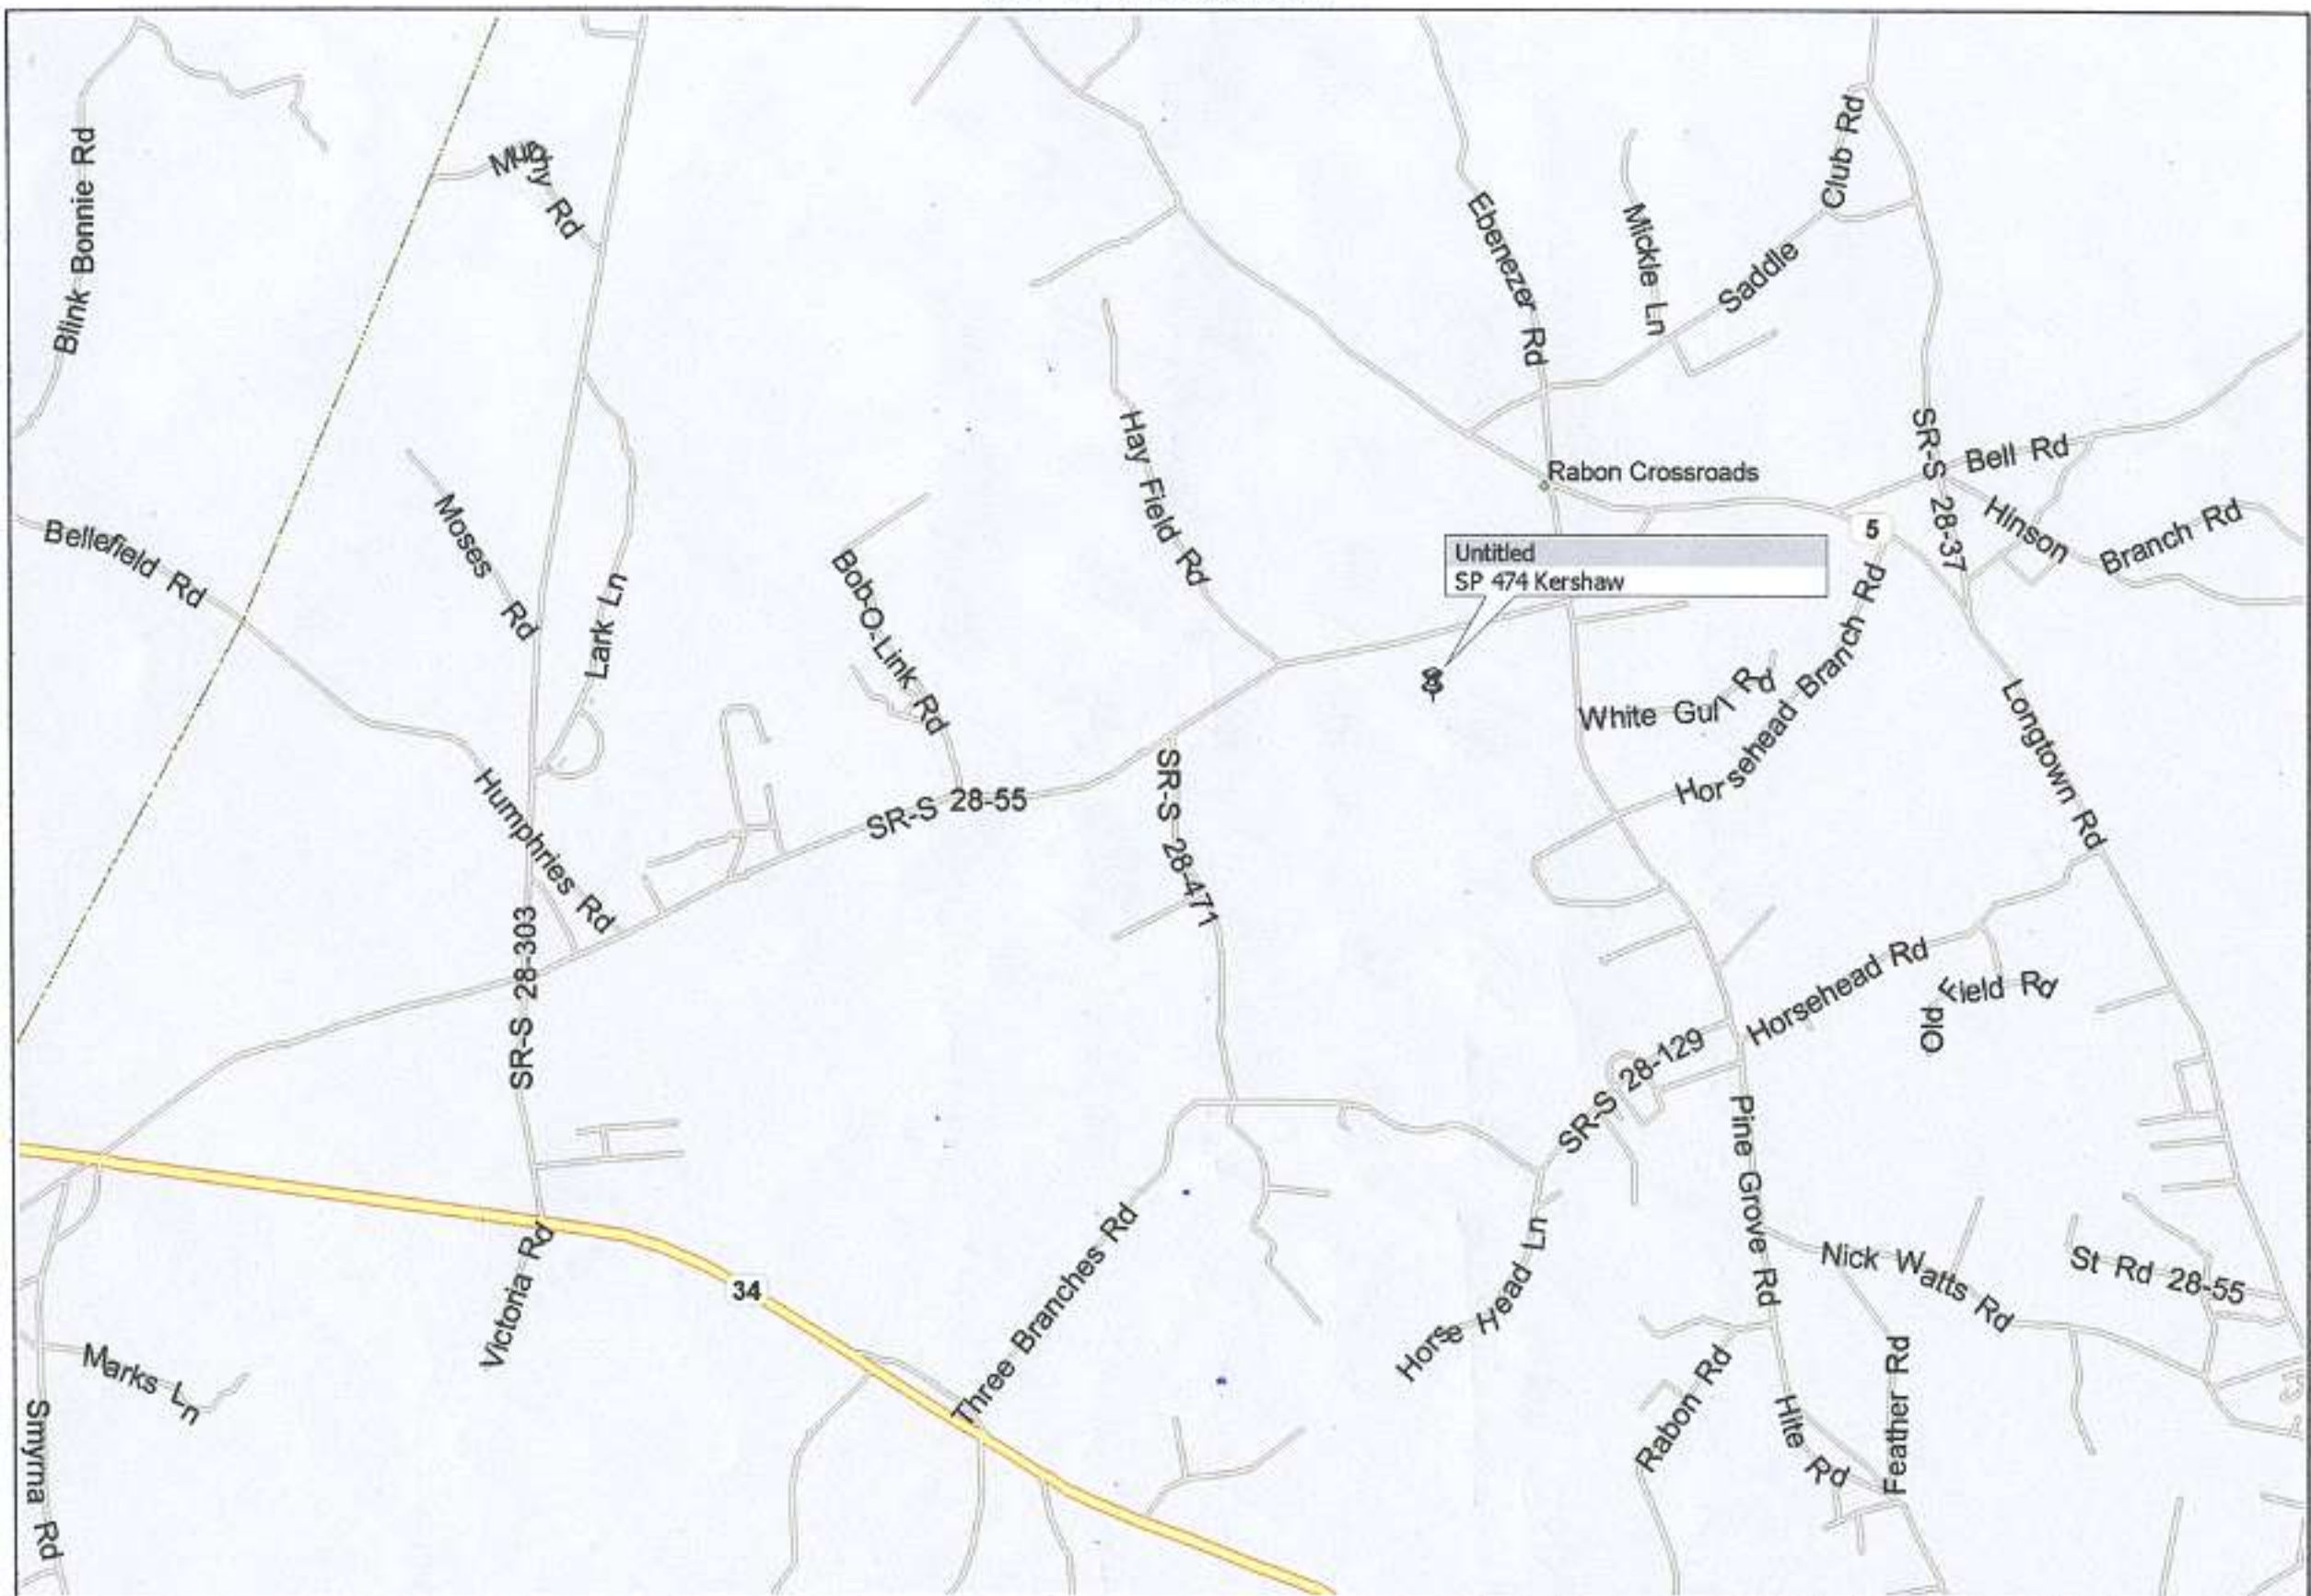 Blink Bonnie Rd
Murphy Rd
Ebenezer Rd
Mickle Ln
Saddle Club Rd
Hay Field Rd
Rabon Crossroads
SR-S 28-37
Bell Rd
Hinson Branch Rd
5
Bellefield Rd
Moses Rd
Lark Ln
Bob-O-Link Rd
Untitled
SP 474 Kershaw
White Gull Rd
Horsehead Branch Rd
Longtown Rd
Humphries Rd
SR-S 28-55
SR-S 28-471
SR-S 28-303
Horsehead Rd
Old Field Rd
SR-S 28-129
Pine Grove Rd
Victoria Rd
34
Three Branches Rd
Horse Head Ln
Nick Watts Rd
St Rd 28-55
Marks Ln
Smyrna Rd
Rabon Rd
Hite Rd
Feather Rd